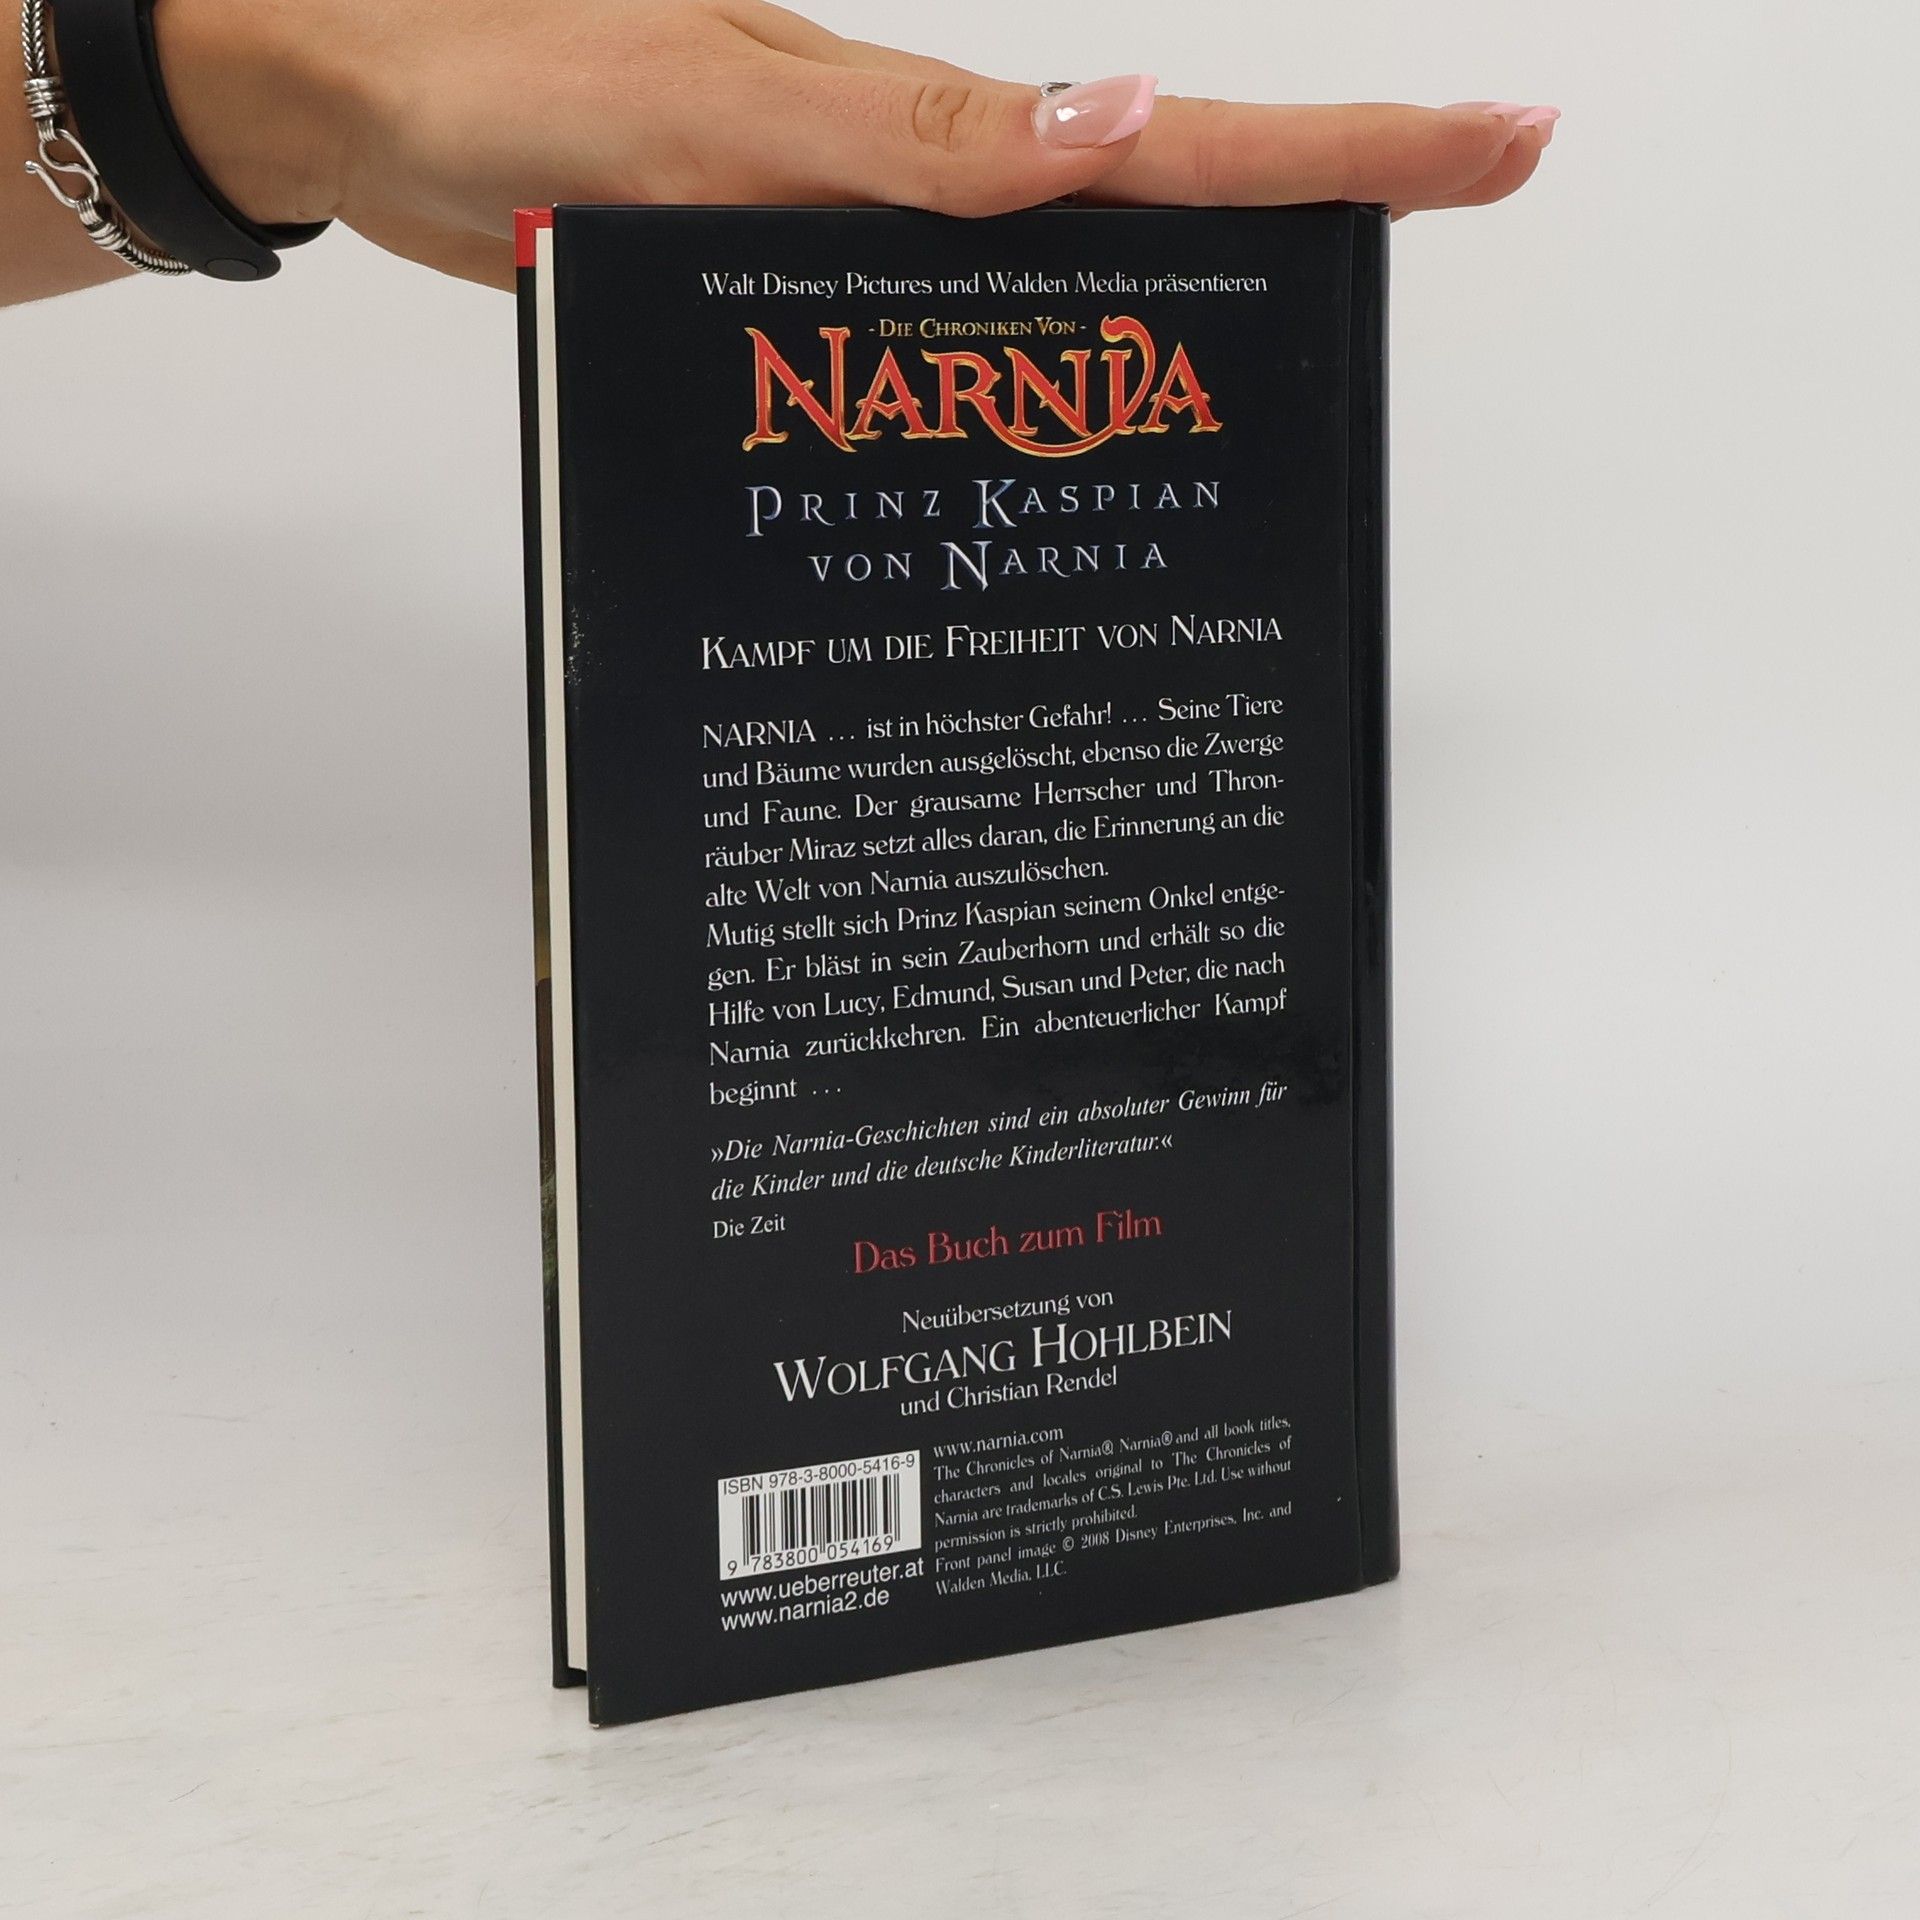 Walt Disney Pictures und Walden Media präsentieren
- DIE CHRONIKEN VON -
NARNIA
PRINZ KASPIAN
VON NARNIA
KAMPF UM DIE FREIHEIT VON NARNIA
NARNIA ... ist in höchster Gefahr! ... Seine Tiere
und Bäume wurden ausgelöscht, ebenso die Zwerge
und Faune. Der grausame Herrscher und Thron-
räuber Miraz setzt alles daran, die Erinnerung an die
alte Welt von Narnia auszulöschen.
Mutig stellt sich Prinz Kaspian seinem Onkel entge-
gen. Er bläst in sein Zauberhorn und erhält so die
Hilfe von Lucy, Edmund, Susan und Peter, die nach
Narnia zurückkehren. Ein abenteuerlicher Kampf
beginnt ...
»Die Narnia-Geschichten sind ein absoluter Gewinn für
die Kinder und die deutsche Kinderliteratur.«
Die Zeit
Das Buch zum Film
Neuübersetzung von
WOLFGANG HOHLBEIN
und Christian Rendel
www.narnia.com
The Chronicles of Narnia® Narnia® and all book titles,
characters and locales original to The Chronicles of
Narnia are trademarks of C.S. Lewis Pte. Ltd. Use without
permission is strictly prohibited.
Front panel image © 2008 Disney Enterprises, Inc. and
Walden Media, LLC.
ISBN 978-3-8000-5416-9
9 783800 054169
www.ueberreuter.at
www.narnia2.de